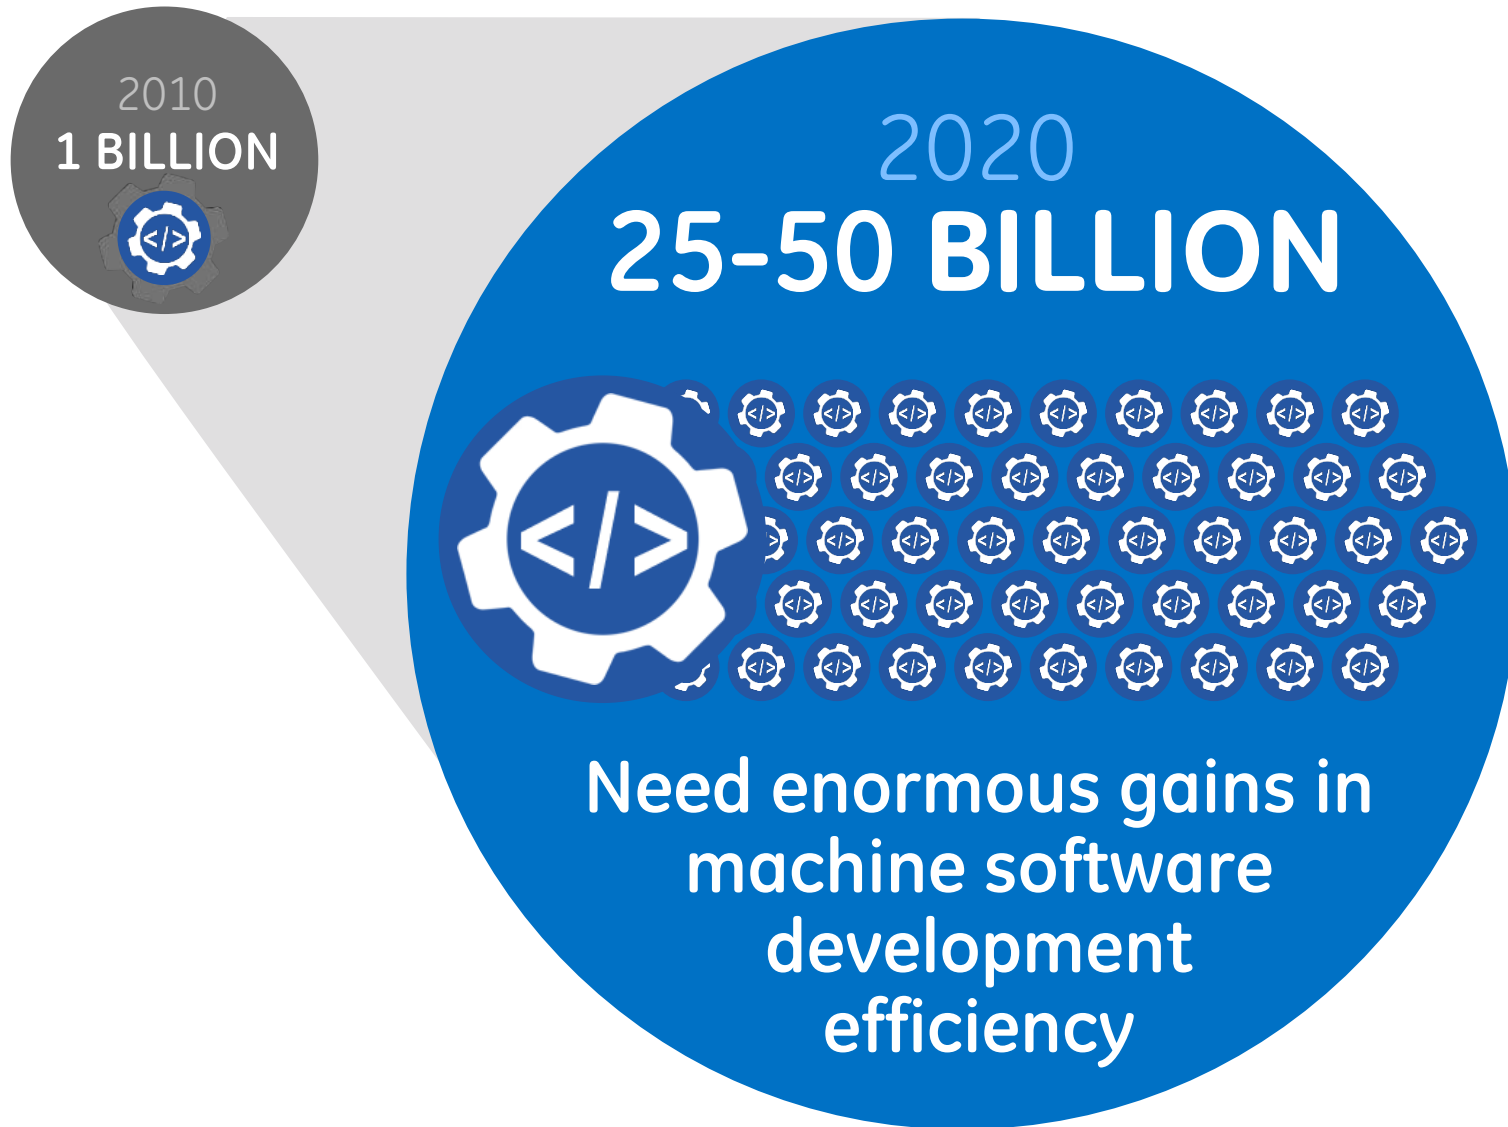 2010
1 BILLION
</>
2020
25-50 BILLION
</>
</> </> </> </> </> </> </> </> </>
</> </> </> </> </> </> </> </> </>
</> </> </> </> </> </> </> </> </>
</> </> </> </> </> </> </> </> </>
</> </> </> </> </> </> </> </> </>
Need enormous gains in
machine software
development
efficiency